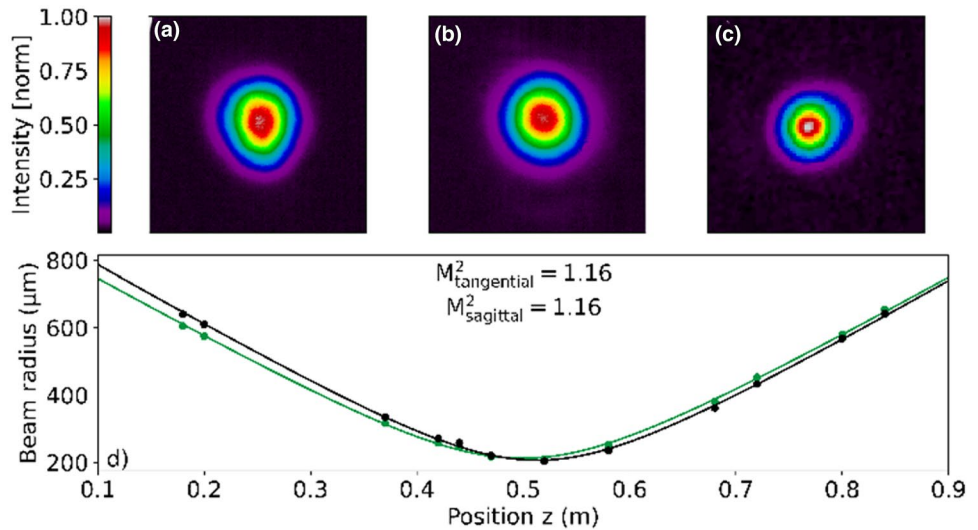 1.00
0.75
0.50
0.25
Intensity [norm]
(a)
(b)
(c)
M²tangential = 1.16
M²sagittal = 1.16
800
600
400
200
Beam radius (µm)
d)
0.1 0.2 0.3 0.4 0.5 0.6 0.7 0.8 0.9
Position z (m)